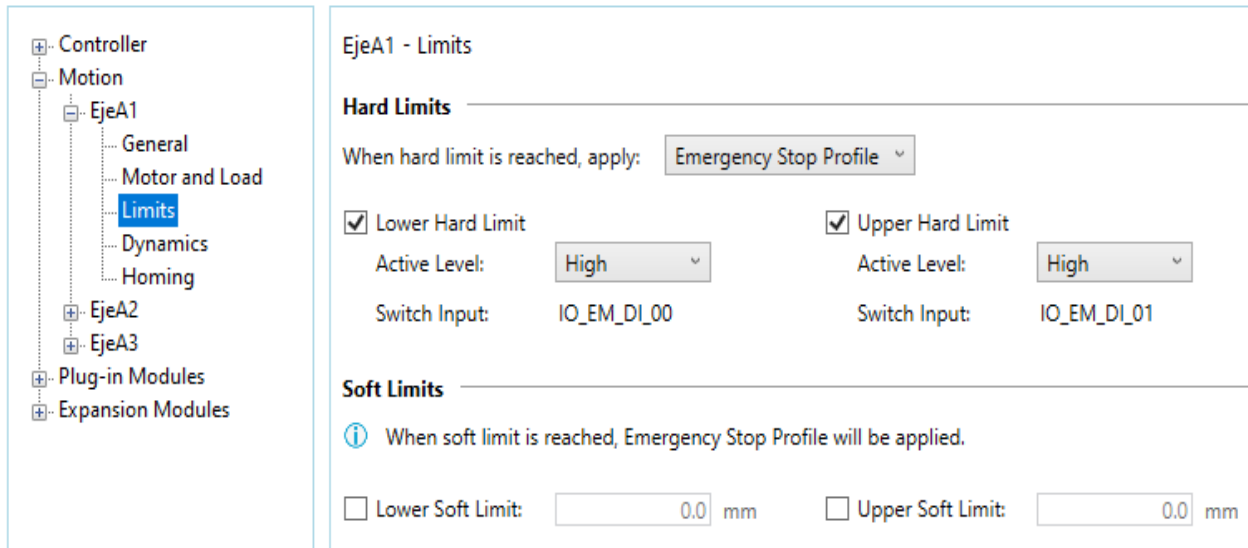 Controller
Motion
EjeA1
General
Motor and Load
Limits
Dynamics
Homing
EjeA2
EjeA3
Plug-in Modules
Expansion Modules
EjeA1 - Limits
Hard Limits
When hard limit is reached, apply: Emergency Stop Profile
Lower Hard Limit Upper Hard Limit
Active Level: High Active Level: High
Switch Input: IO_EM_DI_00 Switch Input: IO_EM_DI_01
Soft Limits
When soft limit is reached, Emergency Stop Profile will be applied.
Lower Soft Limit: 0.0 mm Upper Soft Limit: 0.0 mm